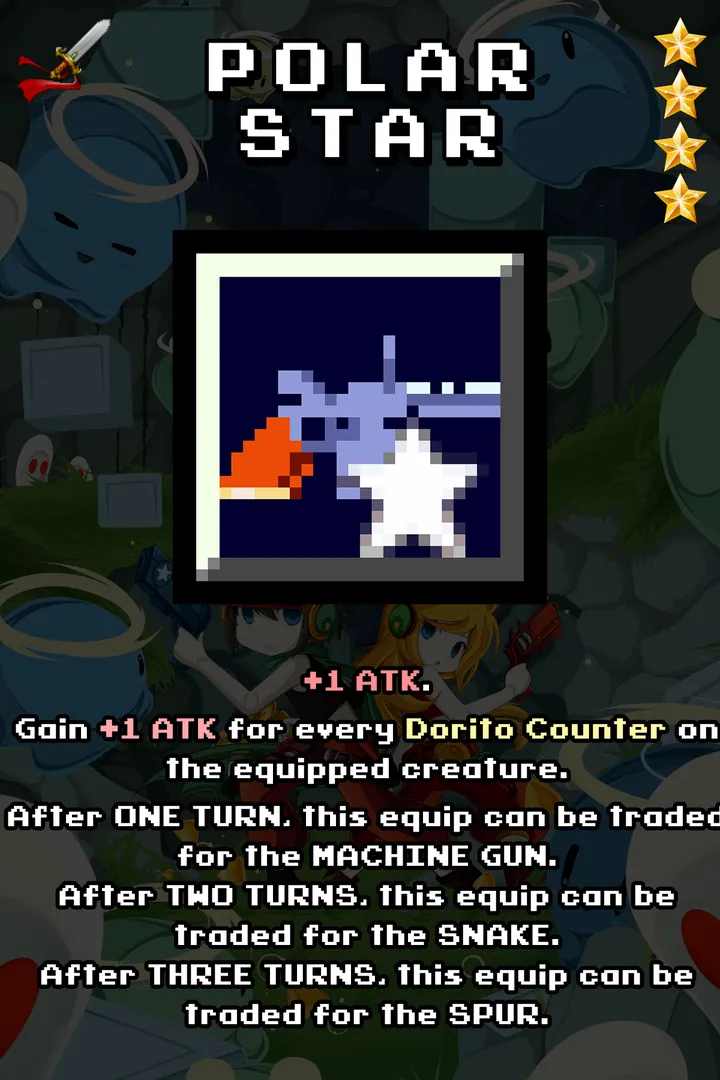 POLAR
STAR
+1 ATK.
Gain +1 ATK for every Dorito Counter on
the equipped creature.
After ONE TURN, this equip can be traded
for the MACHINE GUN.
After TWO TURNS, this equip can be
traded for the SNAKE.
After THREE TURNS, this equip can be
traded for the SPUR.